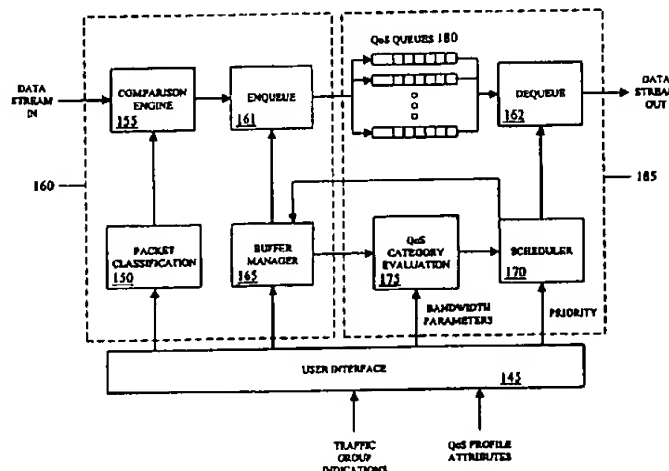 QoS QUEUES 180
DATA
STREAM
IN
COMPARISON
ENGINE
155
ENQUEUE
161
DEQUEUE
162
DATA
STREAM
OUT
160
185
PACKET
CLASSIFICATION
150
BUFFER
MANAGER
165
QoS
CATEGORY
EVALUATION
175
SCHEDULER
170
BANDWIDTH
PARAMETERS
PRIORITY
USER INTERFACE
145
TRAFFIC
GROUP
INDICATIONS
QoS PROFILE
ATTRIBUTES